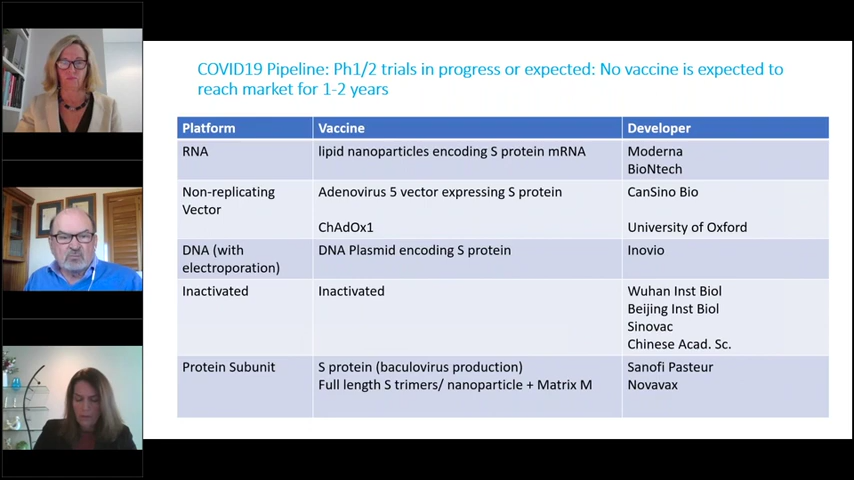 COVID19 Pipeline: Ph1/2 trials in progress or expected: No vaccine is expected to
reach market for 1-2 years
Platform Vaccine Developer
RNA lipid nanoparticles encoding S protein mRNA Moderna
BioNtech
Non-replicating Adenovirus 5 vector expressing S protein CanSino Bio
Vector
ChAdOx1 University of Oxford
DNA (with DNA Plasmid encoding S protein Inovio
electroporation)
Inactivated Inactivated Wuhan Inst Biol
Beijing Inst Biol
Sinovac
Chinese Acad. Sc.
Protein Subunit S protein (baculovirus production) Sanofi Pasteur
Full length S trimers/ nanoparticle + Matrix M Novavax